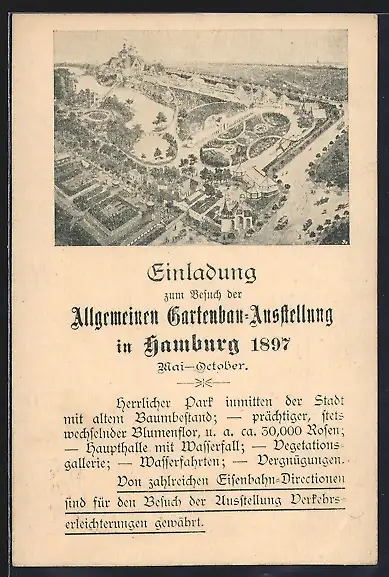 Einladung
zum Besuch der
Allgemeinen Gartenbau-Ausstellung
in Hamburg 1897
Mai—October.
Herrlicher Park inmitten der Stadt
mit altem Baumbestand; — prächtiger, stets
wechselnder Blumenflor, u. a. ca. 50,000 Rosen;
— Haupthalle mit Wasserfall; — Vegetations-
gallerie; — Wasserfahrten; — Vergnügungen.
Von zahlreichen Eisenbahn-Directionen
sind für den Besuch der Ausstellung Verkehrs-
erleichterungen gewährt.